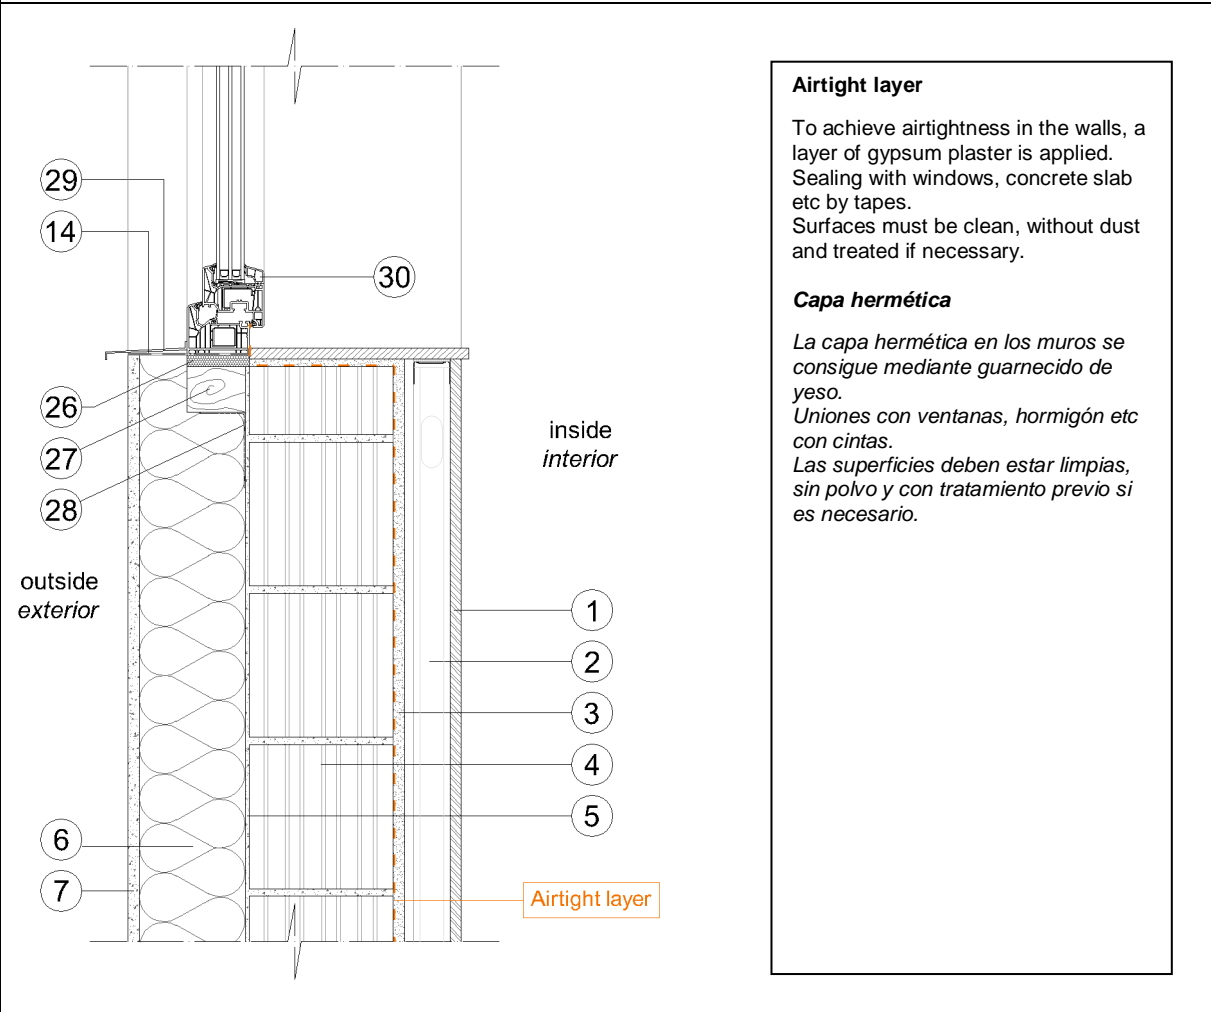 29
14
30
26
27
28
outside
exterior
inside
interior
1
2
3
4
5
6
7
Airtight layer
Airtight layer
To achieve airtightness in the walls, a
layer of gypsum plaster is applied.
Sealing with windows, concrete slab
etc by tapes.
Surfaces must be clean, without dust
and treated if necessary.
Capa hermética
La capa hermética en los muros se
consigue mediante guarnecido de
yeso.
Uniones con ventanas, hormigón etc
con cintas.
Las superficies deben estar limpias,
sin polvo y con tratamiento previo si
es necesario.